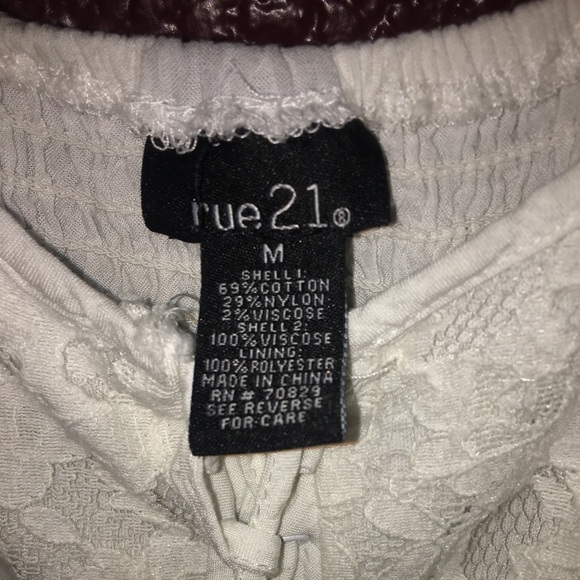 rue21®
M
SHELL 1:
69% COTTON
29% NYLON
2% VISCOSE
SHELL 2:
100% VISCOSE
LINING:
100% POLYESTER
MADE IN CHINA
RN # 70829
SEE REVERSE
FOR CARE